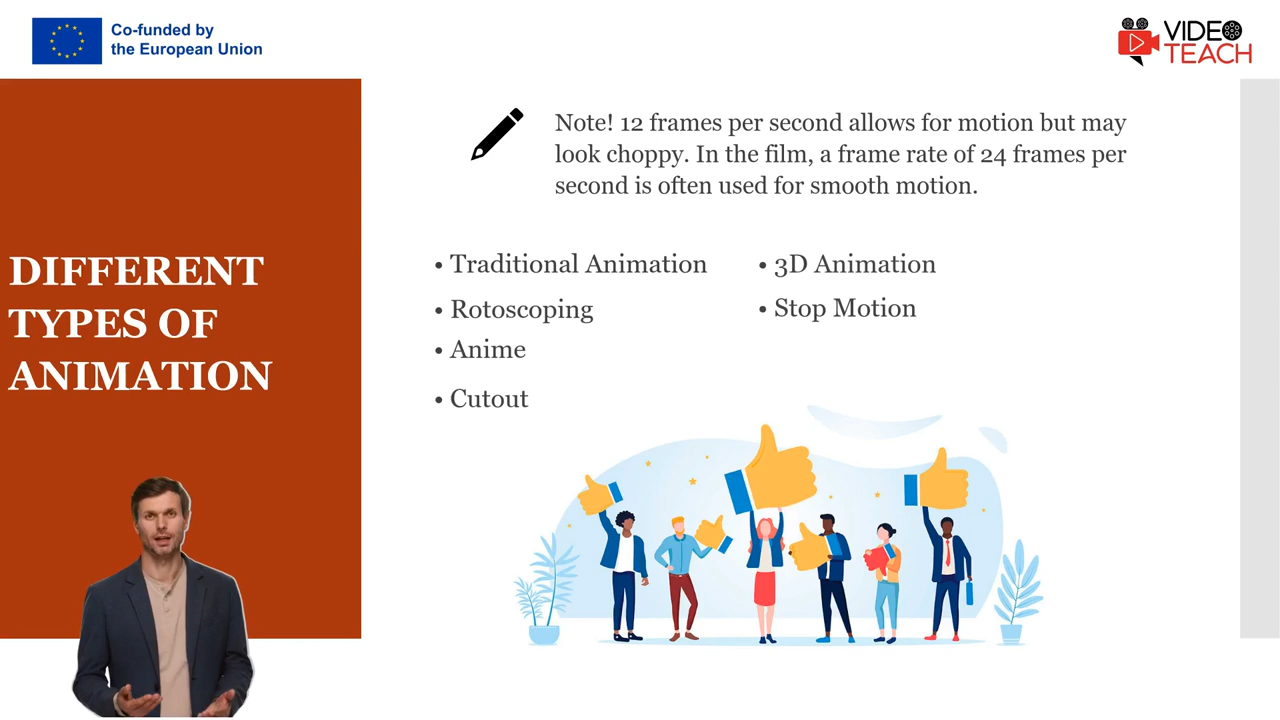 Co-funded by
the European Union
VIDEO
TEACH
Note! 12 frames per second allows for motion but may
look choppy. In the film, a frame rate of 24 frames per
second is often used for smooth motion.
DIFFERENT
TYPES OF
ANIMATION
• Traditional Animation
• Rotoscoping
• Anime
• Cutout
• 3D Animation
• Stop Motion